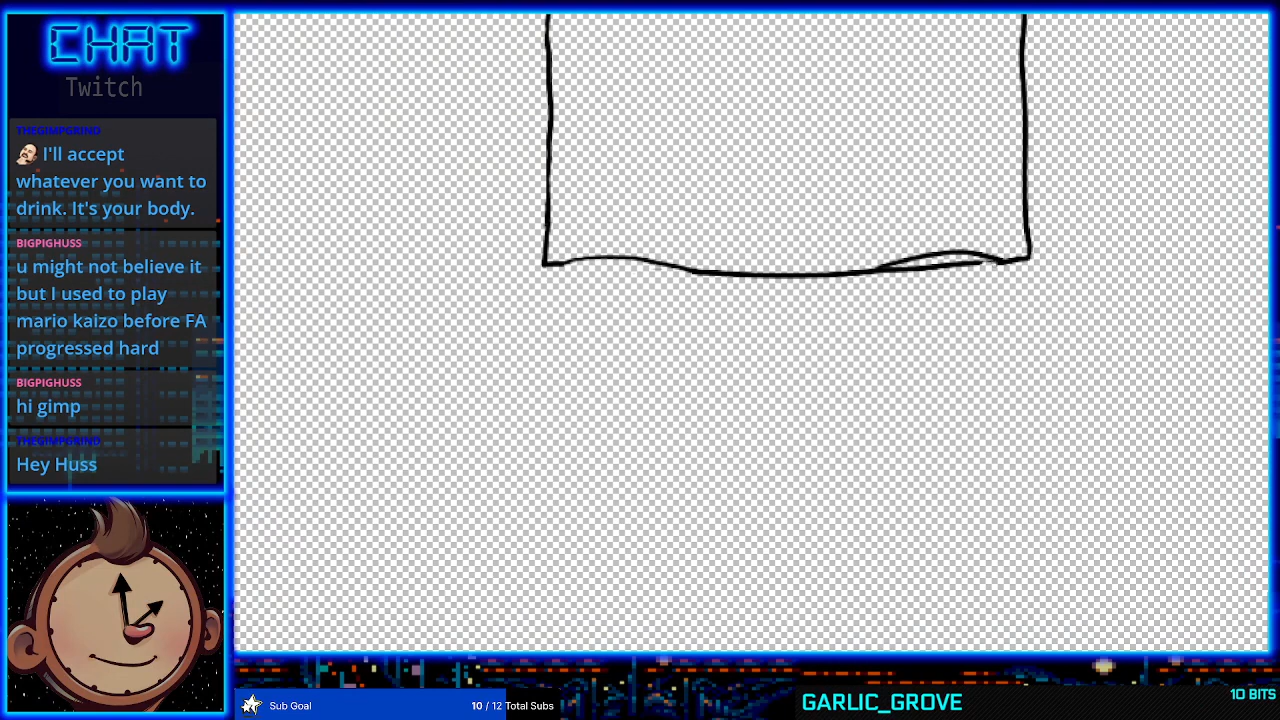 CHAT
Twitch
THEGIMPGRIND
I'll accept
whatever you want to
drink. It's your body.
BIGPIGHUSS
u might not believe it
but I used to play
mario kaizo before FA
progressed hard
BIGPIGHUSS
hi gimp
THEGIMPGRIND
Hey Huss
Sub Goal
10 / 12 Total Subs
GARLIC_GROVE
10 BITS